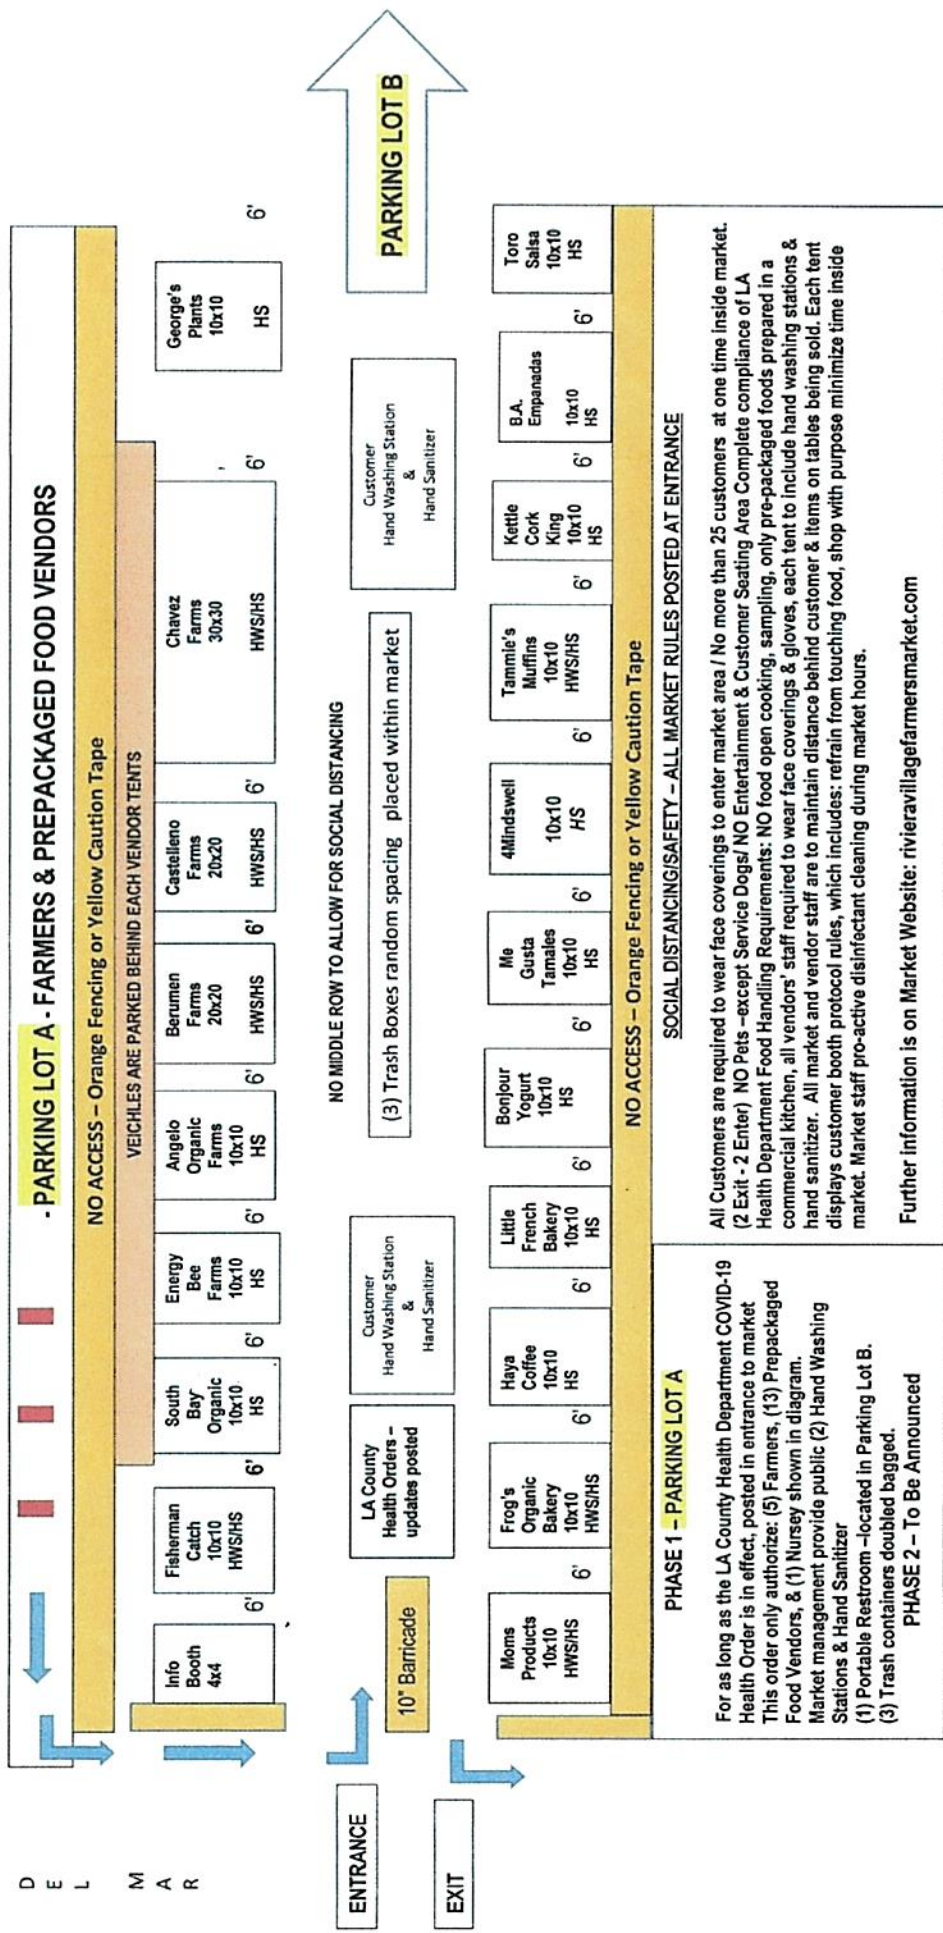 D
E
L
M
A
R
- PARKING LOT A - FARMERS & PREPACKAGED FOOD VENDORS
NO ACCESS – Orange Fencing or Yellow Caution Tape
VEICHLES ARE PARKED BEHIND EACH VENDOR TENTS
Info
Booth
4x4
6'
Fisherman
Catch
10x10
HWS/HS
6'
South
Bay
Organic
10x10
HS
6'
Energy
Bee
Farms
10x10
HS
6'
Angelo
Organic
Farms
10x10
HS
6'
Berumen
Farms
20x20
HWS/HS
6'
Castelleno
Farms
20x20
HWS/HS
6'
Chavez
Farms
30x30
HWS/HS
6'
George's
Plants
10x10
HS
6'
ENTRANCE
EXIT
10" Barricade
LA County
Health Orders –
updates posted
Customer
Hand Washing Station
&
Hand Sanitizer
NO MIDDLE ROW TO ALLOW FOR SOCIAL DISTANCING
(3) Trash Boxes random spacing placed within market
Customer
Hand Washing Station
&
Hand Sanitizer
PARKING LOT B
Moms
Products
10x10
HWS/HS
6'
Frog's
Organic
Bakery
10x10
HWS/HS
6'
Haya
Coffee
10x10
HS
6'
Little
French
Bakery
10x10
HS
6'
Bonjour
Yogurt
10x10
HS
6'
Me
Gusta
Tamales
10x10
HS
6'
4Mindswell
10x10
HS
6'
Tammie's
Muffins
10x10
HWS/HS
6'
Kettle
Cork
King
10x10
HS
6'
B.A.
Empanadas
10x10
HS
6'
Toro
Salsa
10x10
HS
NO ACCESS – Orange Fencing or Yellow Caution Tape
PHASE 1 – PARKING LOT A
For as long as the LA County Health Department COVID-19
Health Order is in effect, posted in entrance to market
This order only authorize: (5) Farmers, (13) Prepackaged
Food Vendors, & (1) Nursey shown in diagram.
Market management provide public (2) Hand Washing
Stations & Hand Sanitizer
(1) Portable Restroom –located in Parking Lot B.
(3) Trash containers doubled bagged.
PHASE 2 – To Be Announced
SOCIAL DISTANCING/SAFETY – ALL MARKET RULES POSTED AT ENTRANCE
All Customers are required to wear face coverings to enter market area / No more than 25 customers at one time inside market.
(2 Exit - 2 Enter) NO Pets –except Service Dogs/ NO Entertainment & Customer Seating Area Complete compliance of LA
Health Department Food Handling Requirements: NO food open cooking, sampling, only pre-packaged foods prepared in a
commercial kitchen, all vendors' staff required to wear face coverings & gloves, each tent to include hand washing stations &
hand sanitizer. All market and vendor staff are to maintain distance behind customer & items on tables being sold. Each tent
displays customer booth protocol rules, which includes: refrain from touching food, shop with purpose minimize time inside
market. Market staff pro-active disinfectant cleaning during market hours.
Further information is on Market Website: rivieravillagefarmersmarket.com